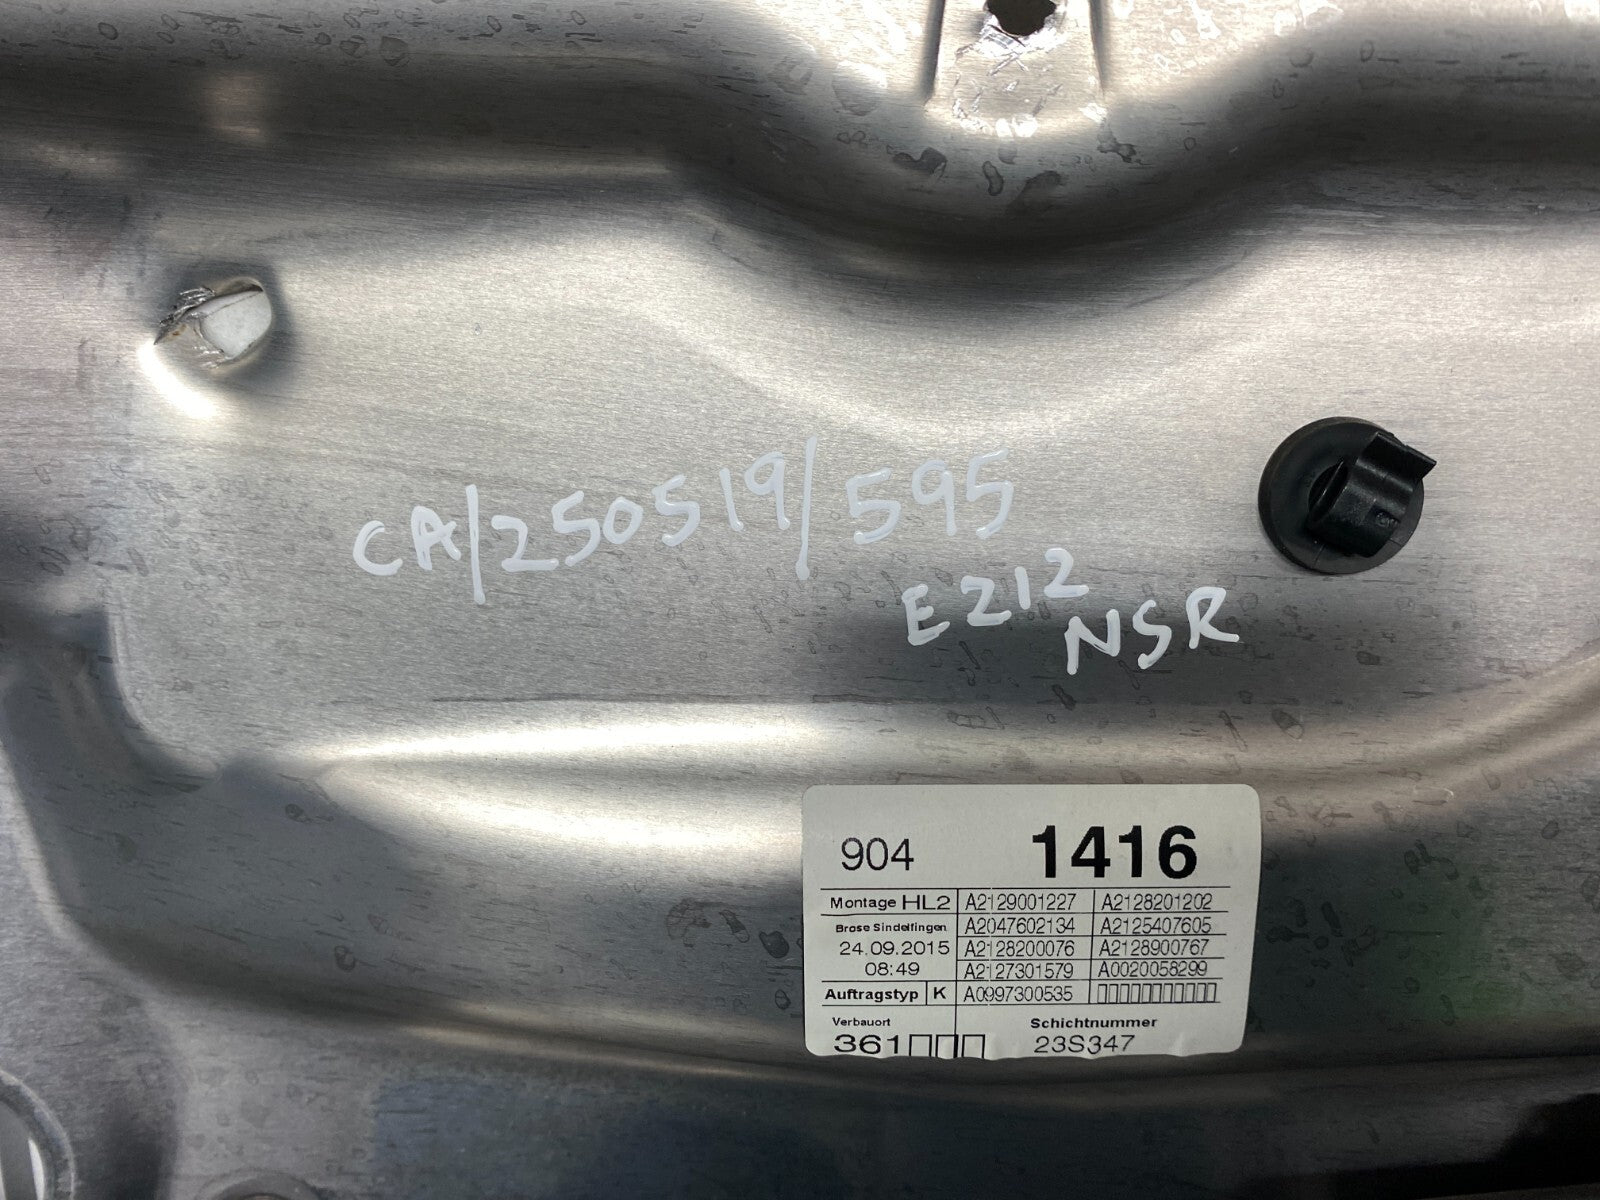 CA/250519/595
E212
NSR
904 1416
Montage HL2 A2129001227 A2128201202
Brose Sindelfingen A2047602134 A2125407605
24.09.2015 A2128200076 A2128900767
08:49 A2127301579 A0020058299
Auftragstyp K A0997300535
Verbauort Schichtnummer
361 23S347